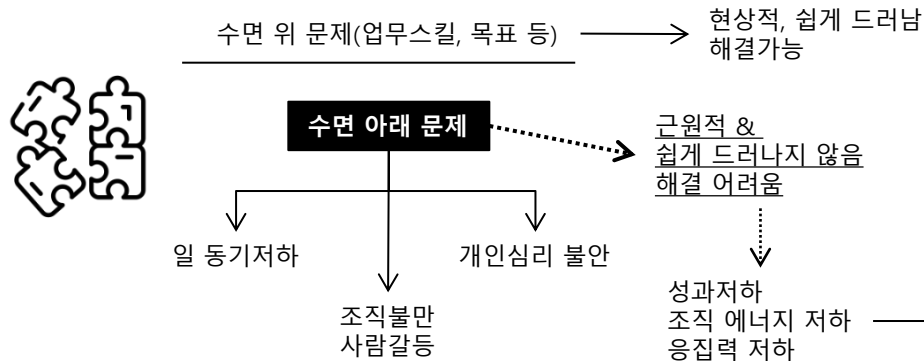 수면 위 문제(업무스킬, 목표 등)
현상적, 쉽게 드러남
해결가능
수면 아래 문제
근원적 &
쉽게 드러나지 않음
해결 어려움
일 동기저하
개인심리 불안
조직불만
사람갈등
성과저하
조직 에너지 저하
응집력 저하